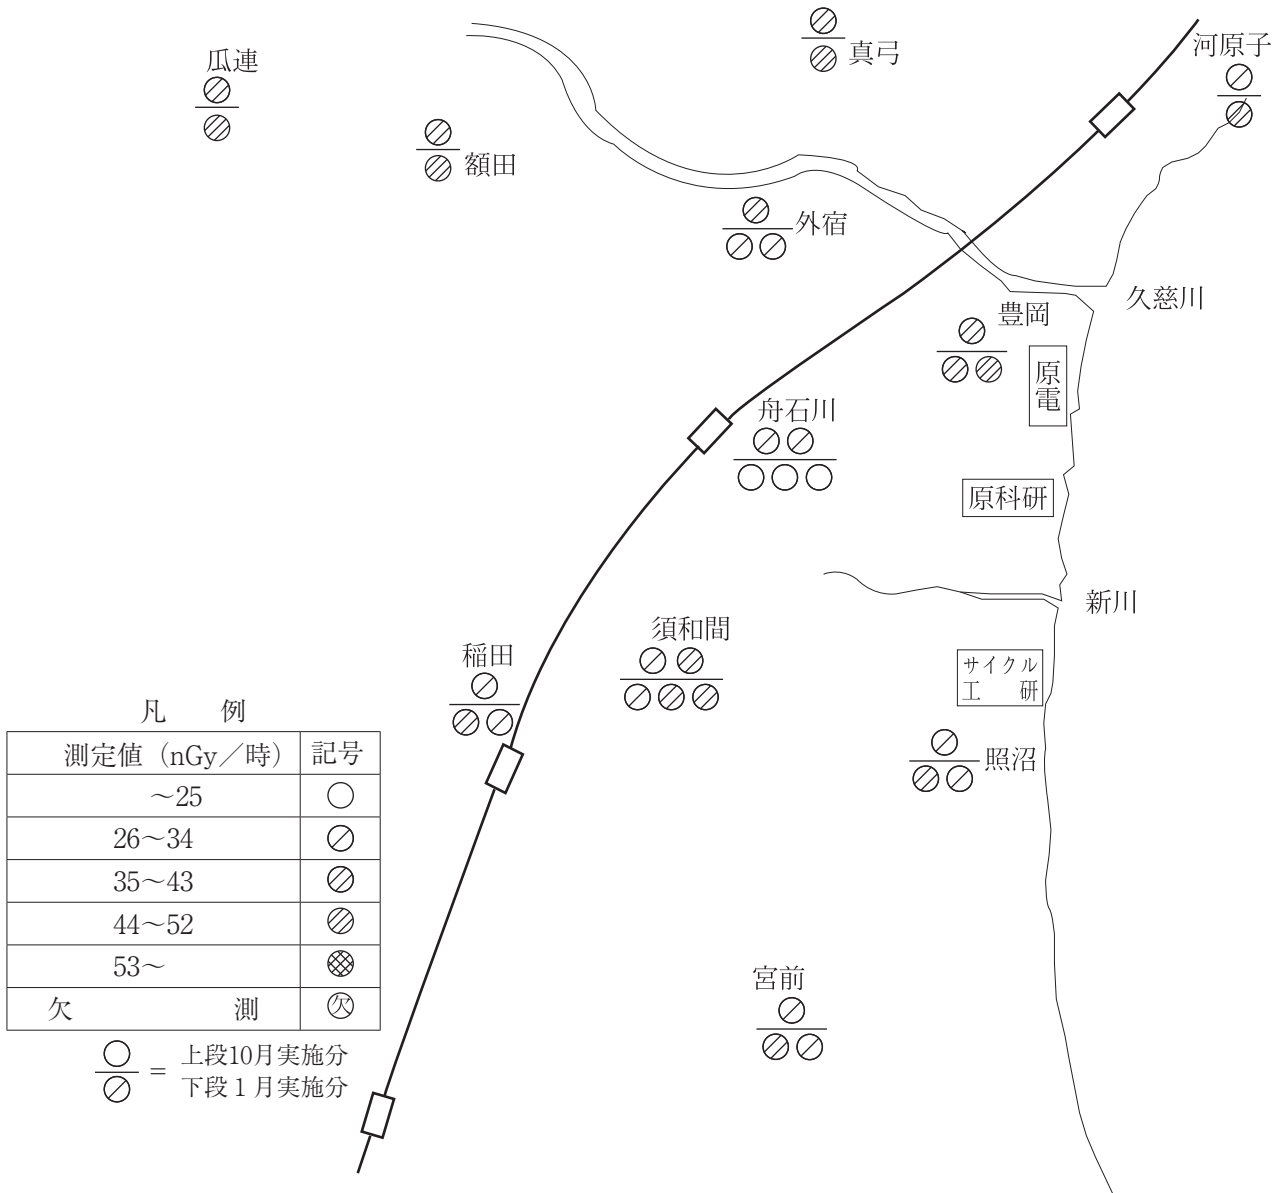 真弓
河原子
瓜連
額田
外宿
久慈川
豊岡
原電
舟石川
原科研
新川
須和間
稲田
サイクル
工　研
照沼
凡　例
測定値（nGy／時） 記号
～25
26～34
35～43
44～52
53～
欠　測 欠
宮前
= 上段10月実施分
下段１月実施分